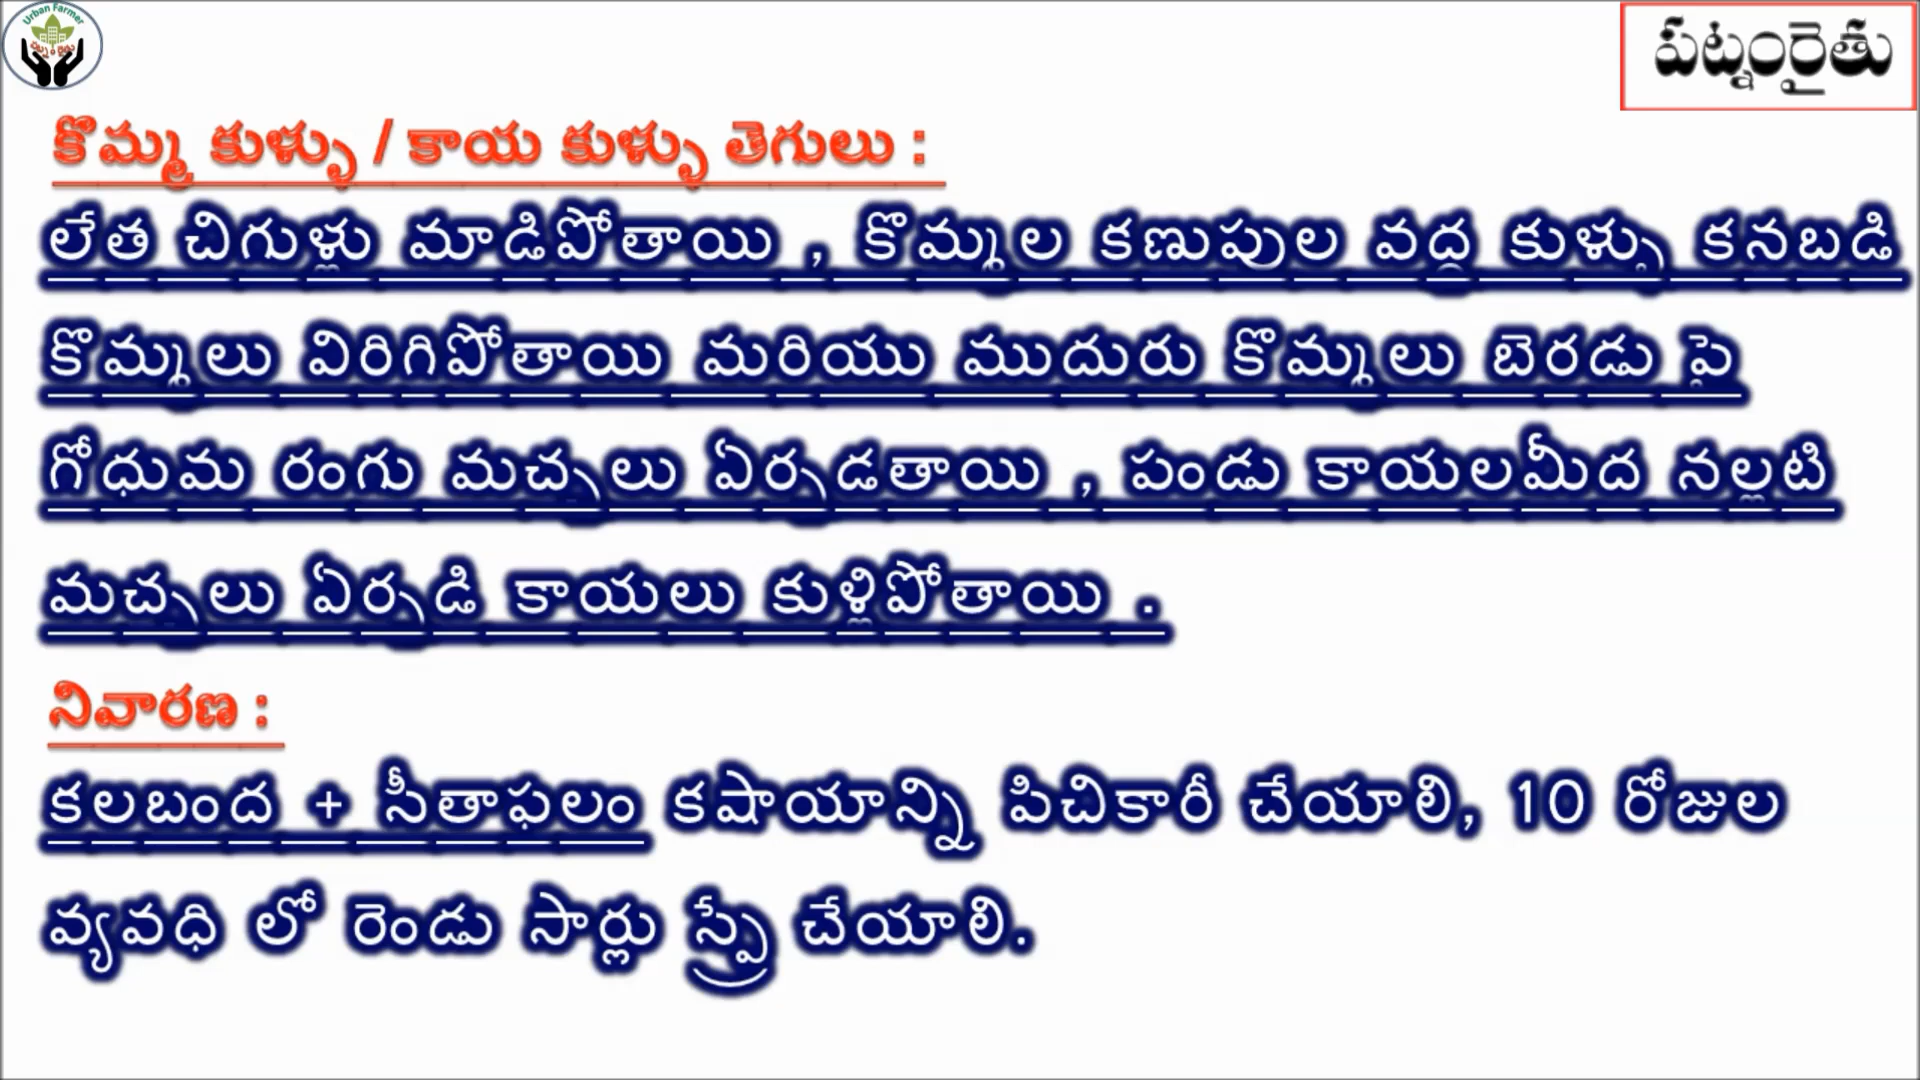 Urban Farmer
పట్నంరైతు
కొమ్మ కుళ్ళు / కాయ కుళ్ళు తెగులు :
లేత చిగుళ్లు మాడిపోతాయి , కొమ్మల కణుపుల వద్ద కుళ్ళు కనబడి
కొమ్మలు విరిగిపోతాయి మరియు ముదురు కొమ్మలు బెరడు పై
గోధుమ రంగు మచ్చలు ఏర్పడతాయి , పండు కాయలమీద నల్లటి
మచ్చలు ఏర్పడి కాయలు కుళ్లిపోతాయి .
నివారణ :
కలబంద + సీతాఫలం కషాయాన్ని పిచికారీ చేయాలి, 10 రోజుల
వ్యవధి లో రెండు సార్లు స్ప్రే చేయాలి.